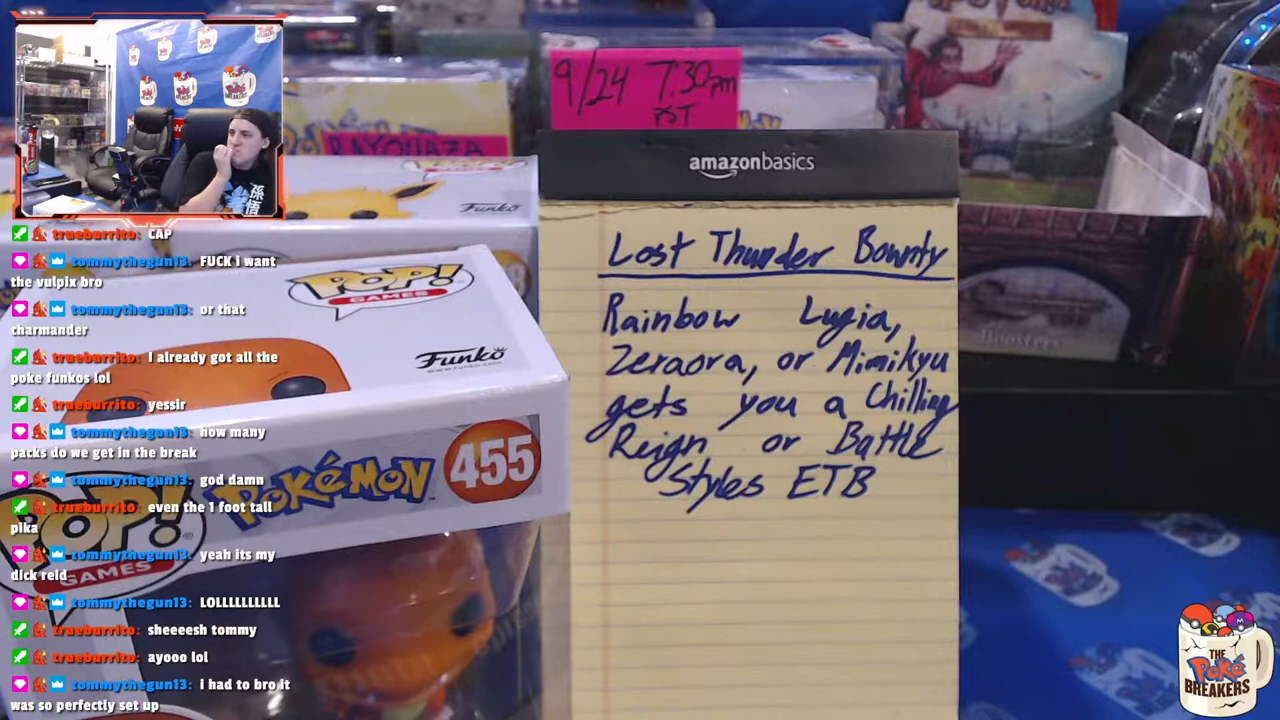 9/24 7:30pm
PST
RAYQUAZA
amazonbasics
Lost Thunder Bounty
Rainbow Lugia,
Zeraora, or Mimikyu
gets you a Chilling
Reign or Battle
Styles ETB
Funko
POP!
GAMES
Funko
POKÉMON 455
POP!
GAMES
孫
悟
trueburrito: CAP
tommythegun13: FUCK I want
the vulpix bro
tommythegun13: or that
charmander
trueburrito: I already got all the
poke funkos lol
trueburrito: yessir
tommythegun13: how many
packs do we get in the break
tommythegun13: god damn
trueburrito: even the 1 foot tall
pika
tommythegun13: yeah its my
dick reid
tommythegun13: LOLLLLLLLLL
trueburrito: sheeeesh tommy
trueburrito: ayooo lol
tommythegun13: i had to bro it
was so perfectly set up
THE
Poké
BREAKERS